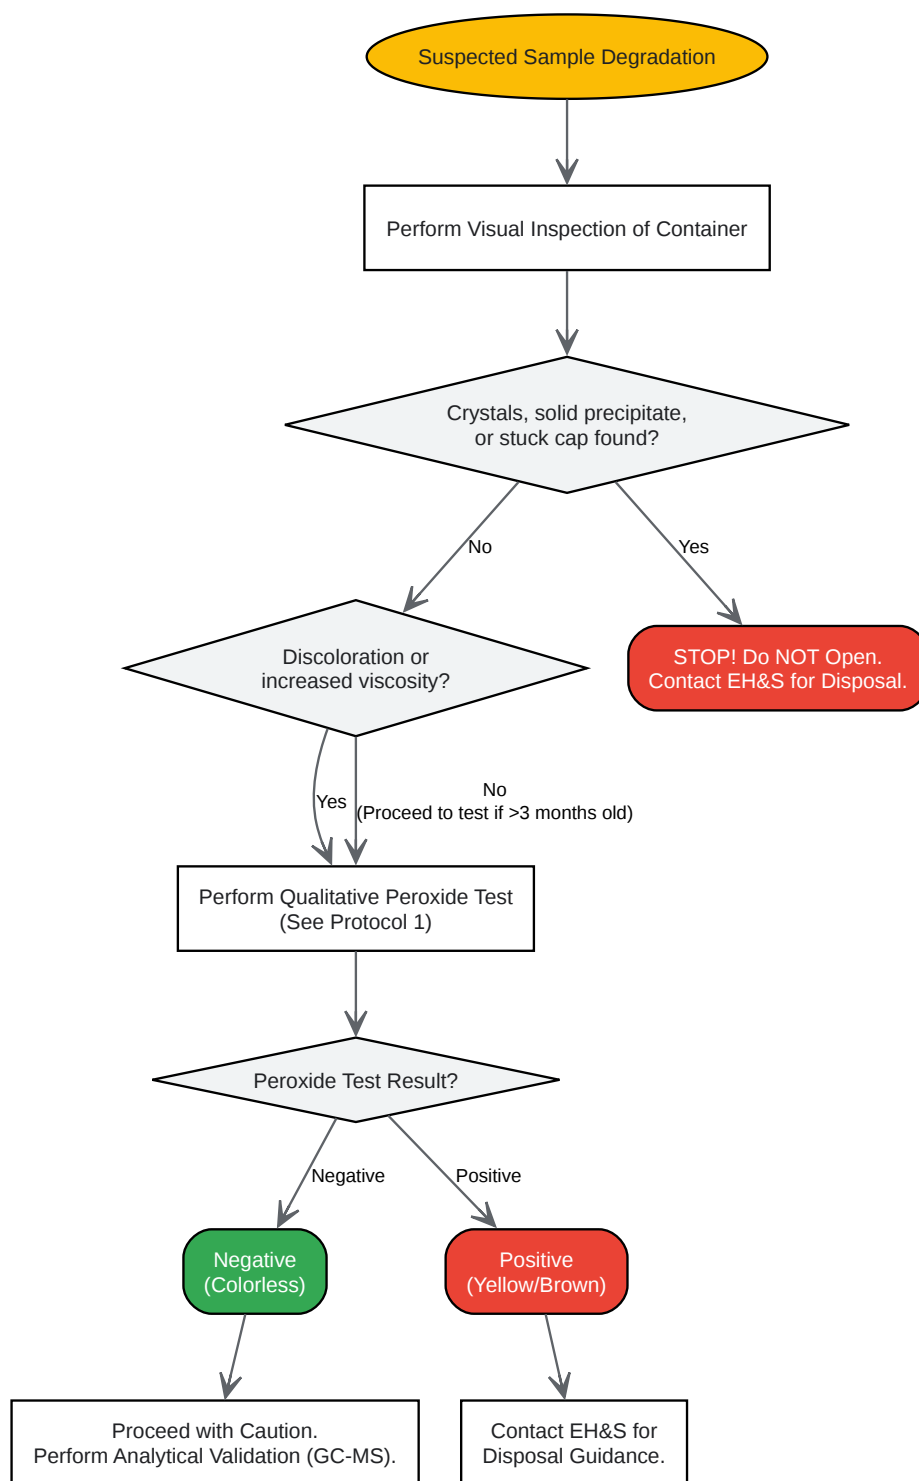 Suspected Sample Degradation
Perform Visual Inspection of Container
Crystals, solid precipitate,
or stuck cap found?
No
Yes
Discoloration or
increased viscosity?
STOP! Do NOT Open.
Contact EH&S for Disposal.
Yes
No
(Proceed to test if >3 months old)
Perform Qualitative Peroxide Test
(See Protocol 1)
Peroxide Test Result?
Negative
Positive
Negative
(Colorless)
Positive
(Yellow/Brown)
Proceed with Caution.
Perform Analytical Validation (GC-MS).
Contact EH&S for
Disposal Guidance.